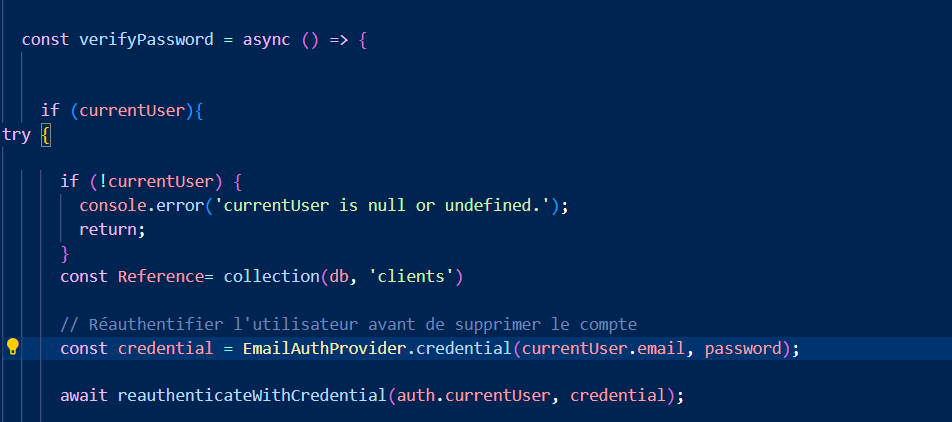 const verifyPassword = async () => {
if (currentUser){
try {
if (!currentUser) {
console.error('currentUser is null or undefined.');
return;
}
const Reference= collection(db, 'clients')
// Réauthentifier l'utilisateur avant de supprimer le compte
const credential = EmailAuthProvider.credential(currentUser.email, password);
await reauthenticateWithCredential(auth.currentUser, credential);